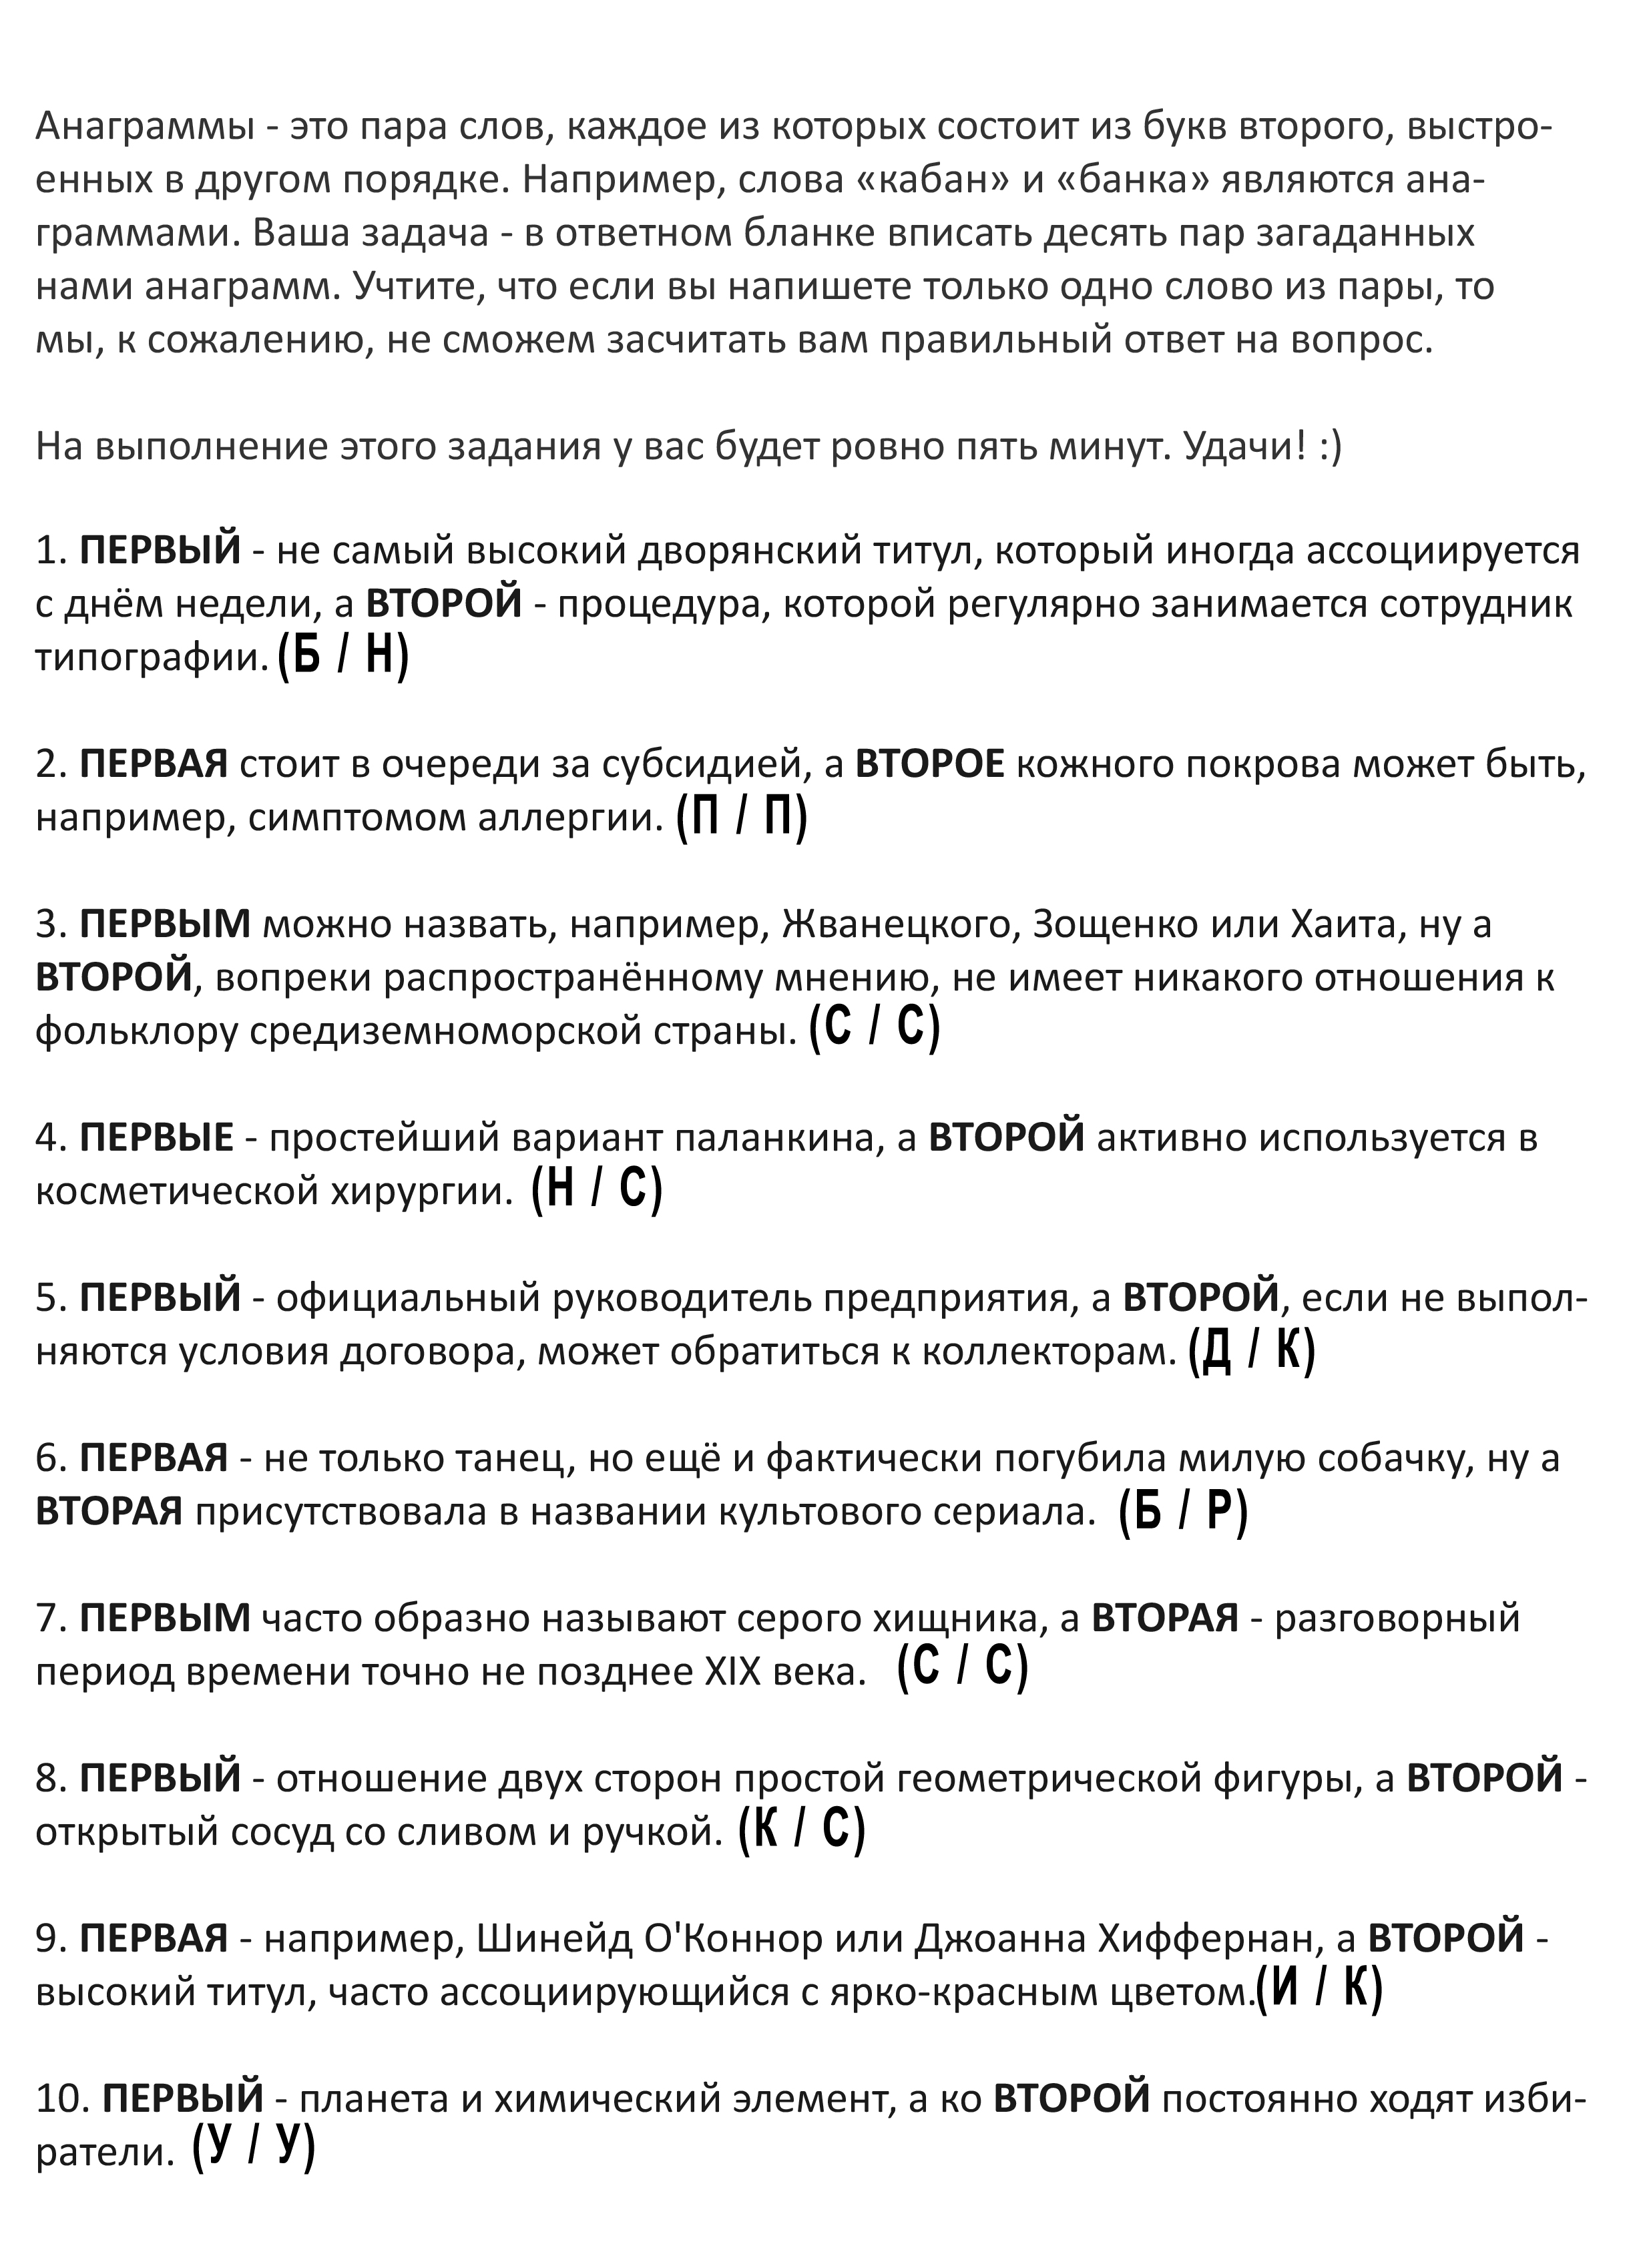 Анаграммы - это пара слов, каждое из которых состоит из букв второго, выстро-
енных в другом порядке. Например, слова «кабан» и «банка» являются ана-
граммами. Ваша задача - в ответном бланке вписать десять пар загаданных
нами анаграмм. Учтите, что если вы напишете только одно слово из пары, то
мы, к сожалению, не сможем засчитать вам правильный ответ на вопрос.
На выполнение этого задания у вас будет ровно пять минут. Удачи! :)
1. ПЕРВЫЙ - не самый высокий дворянский титул, который иногда ассоциируется
с днём недели, а ВТОРОЙ - процедура, которой регулярно занимается сотрудник
типографии. (Б / Н)
2. ПЕРВАЯ стоит в очереди за субсидией, а ВТОРОЕ кожного покрова может быть,
например, симптомом аллергии. (П / П)
3. ПЕРВЫМ можно назвать, например, Жванецкого, Зощенко или Хаита, ну а
ВТОРОЙ, вопреки распространённому мнению, не имеет никакого отношения к
фольклору средиземноморской страны. (С / С)
4. ПЕРВЫЕ - простейший вариант паланкина, а ВТОРОЙ активно используется в
косметической хирургии. (Н / С)
5. ПЕРВЫЙ - официальный руководитель предприятия, а ВТОРОЙ, если не выпол-
няются условия договора, может обратиться к коллекторам. (Д / К)
6. ПЕРВАЯ - не только танец, но ещё и фактически погубила милую собачку, ну а
ВТОРАЯ присутствовала в названии культового сериала. (Б / Р)
7. ПЕРВЫМ часто образно называют серого хищника, а ВТОРАЯ - разговорный
период времени точно не позднее XIX века. (С / С)
8. ПЕРВЫЙ - отношение двух сторон простой геометрической фигуры, а ВТОРОЙ -
открытый сосуд со сливом и ручкой. (К / С)
9. ПЕРВАЯ - например, Шинейд О'Коннор или Джоанна Хиффернан, а ВТОРОЙ -
высокий титул, часто ассоциирующийся с ярко-красным цветом.(И / К)
10. ПЕРВЫЙ - планета и химический элемент, а ко ВТОРОЙ постоянно ходят изби-
ратели. (У / У)